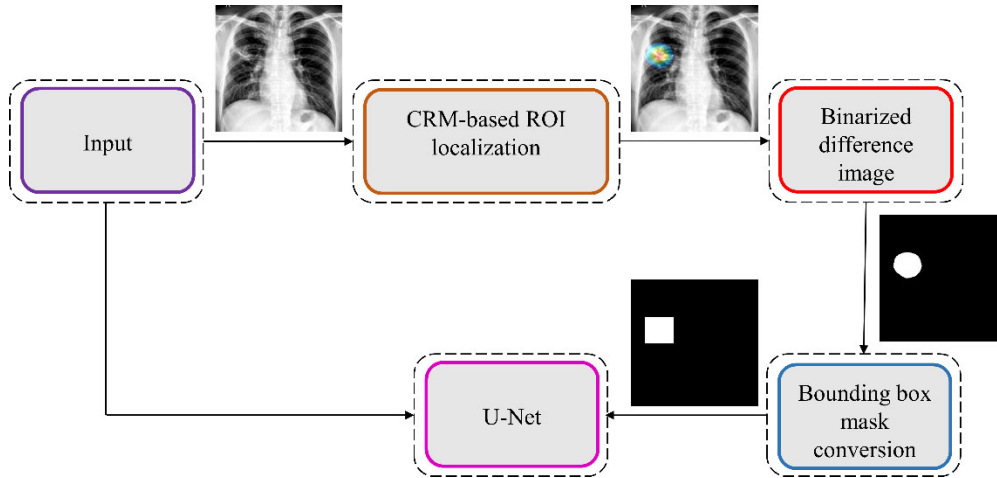 Input
CRM-based ROI
localization
Binarized
difference
image
U-Net
Bounding box
mask
conversion